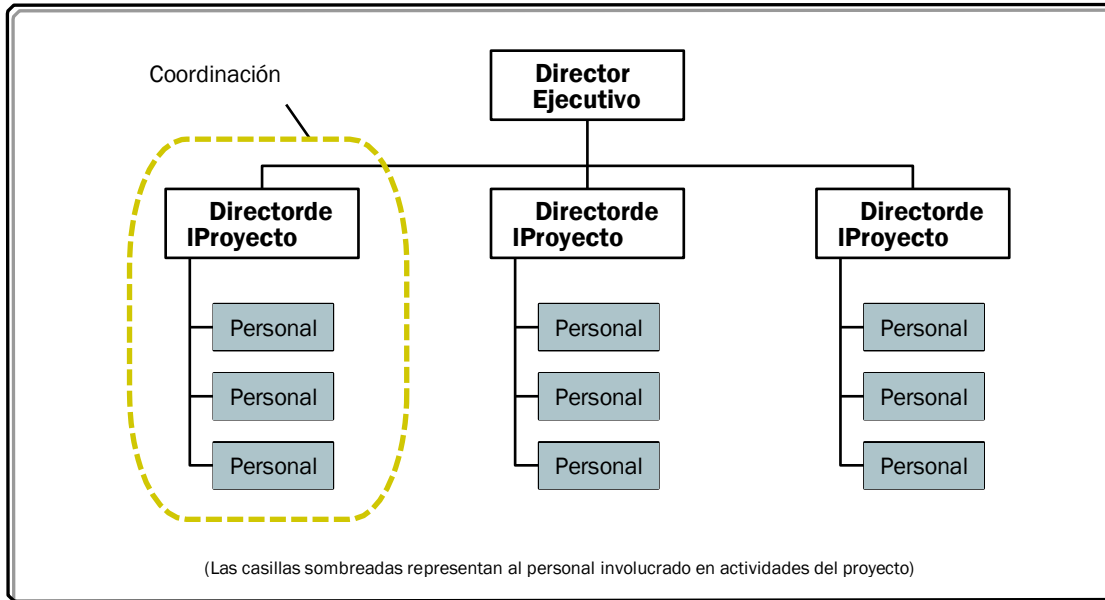 Coordinación
Director
Ejecutivo
Directorde
lProyecto
Directorde
lProyecto
Directorde
lProyecto
Personal
Personal
Personal
Personal
Personal
Personal
Personal
Personal
Personal
(Las casillas sombreadas representan al personal involucrado en actividades del proyecto)